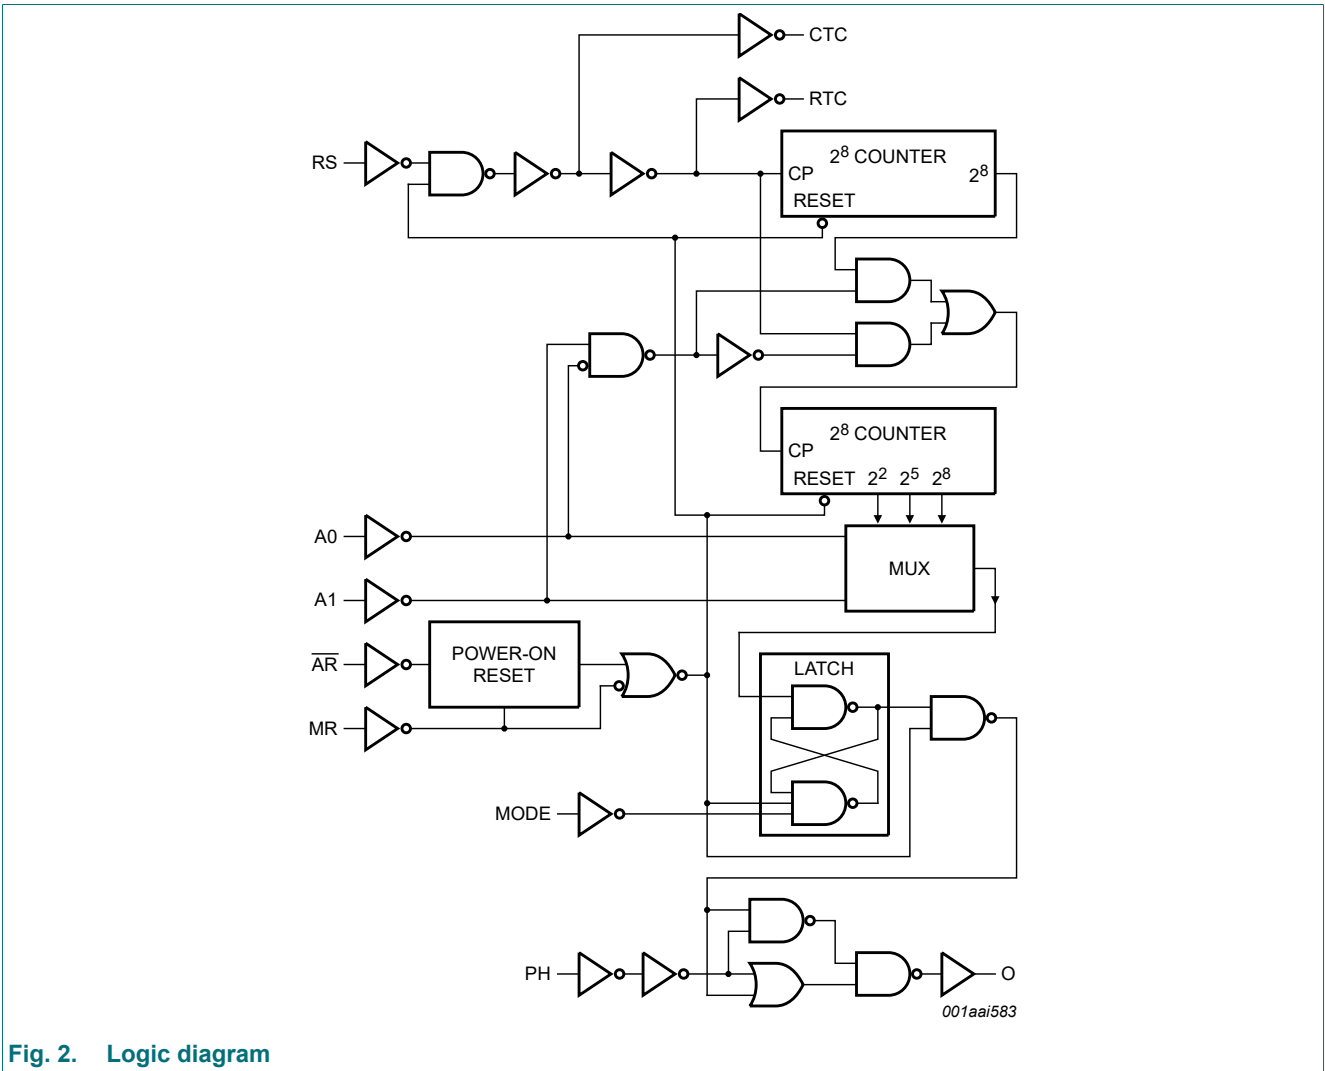 CTC
RTC
RS
2⁸ COUNTER
CP
2⁸
RESET
2⁸ COUNTER
CP
RESET 2² 2⁵ 2⁸
A0
MUX
A1
A̅R̅
POWER-ON
RESET
LATCH
MR
MODE
PH
O
001aai583
Fig. 2. Logic diagram